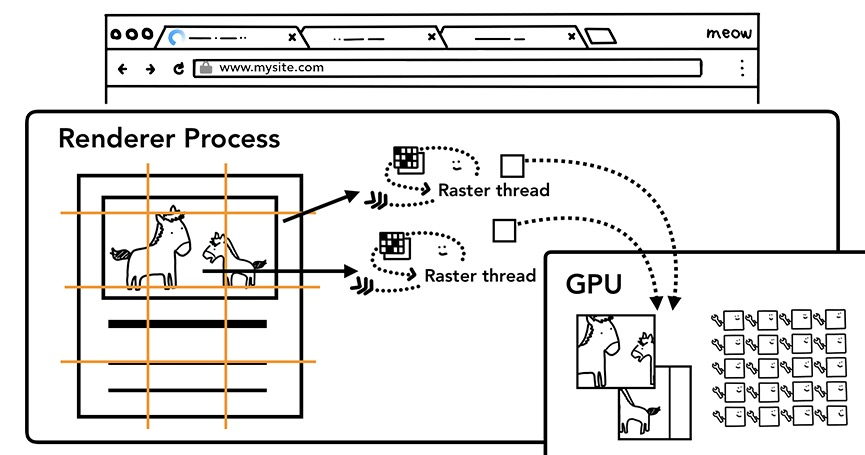 meow
www.mysite.com
Renderer Process
Raster thread
Raster thread
GPU